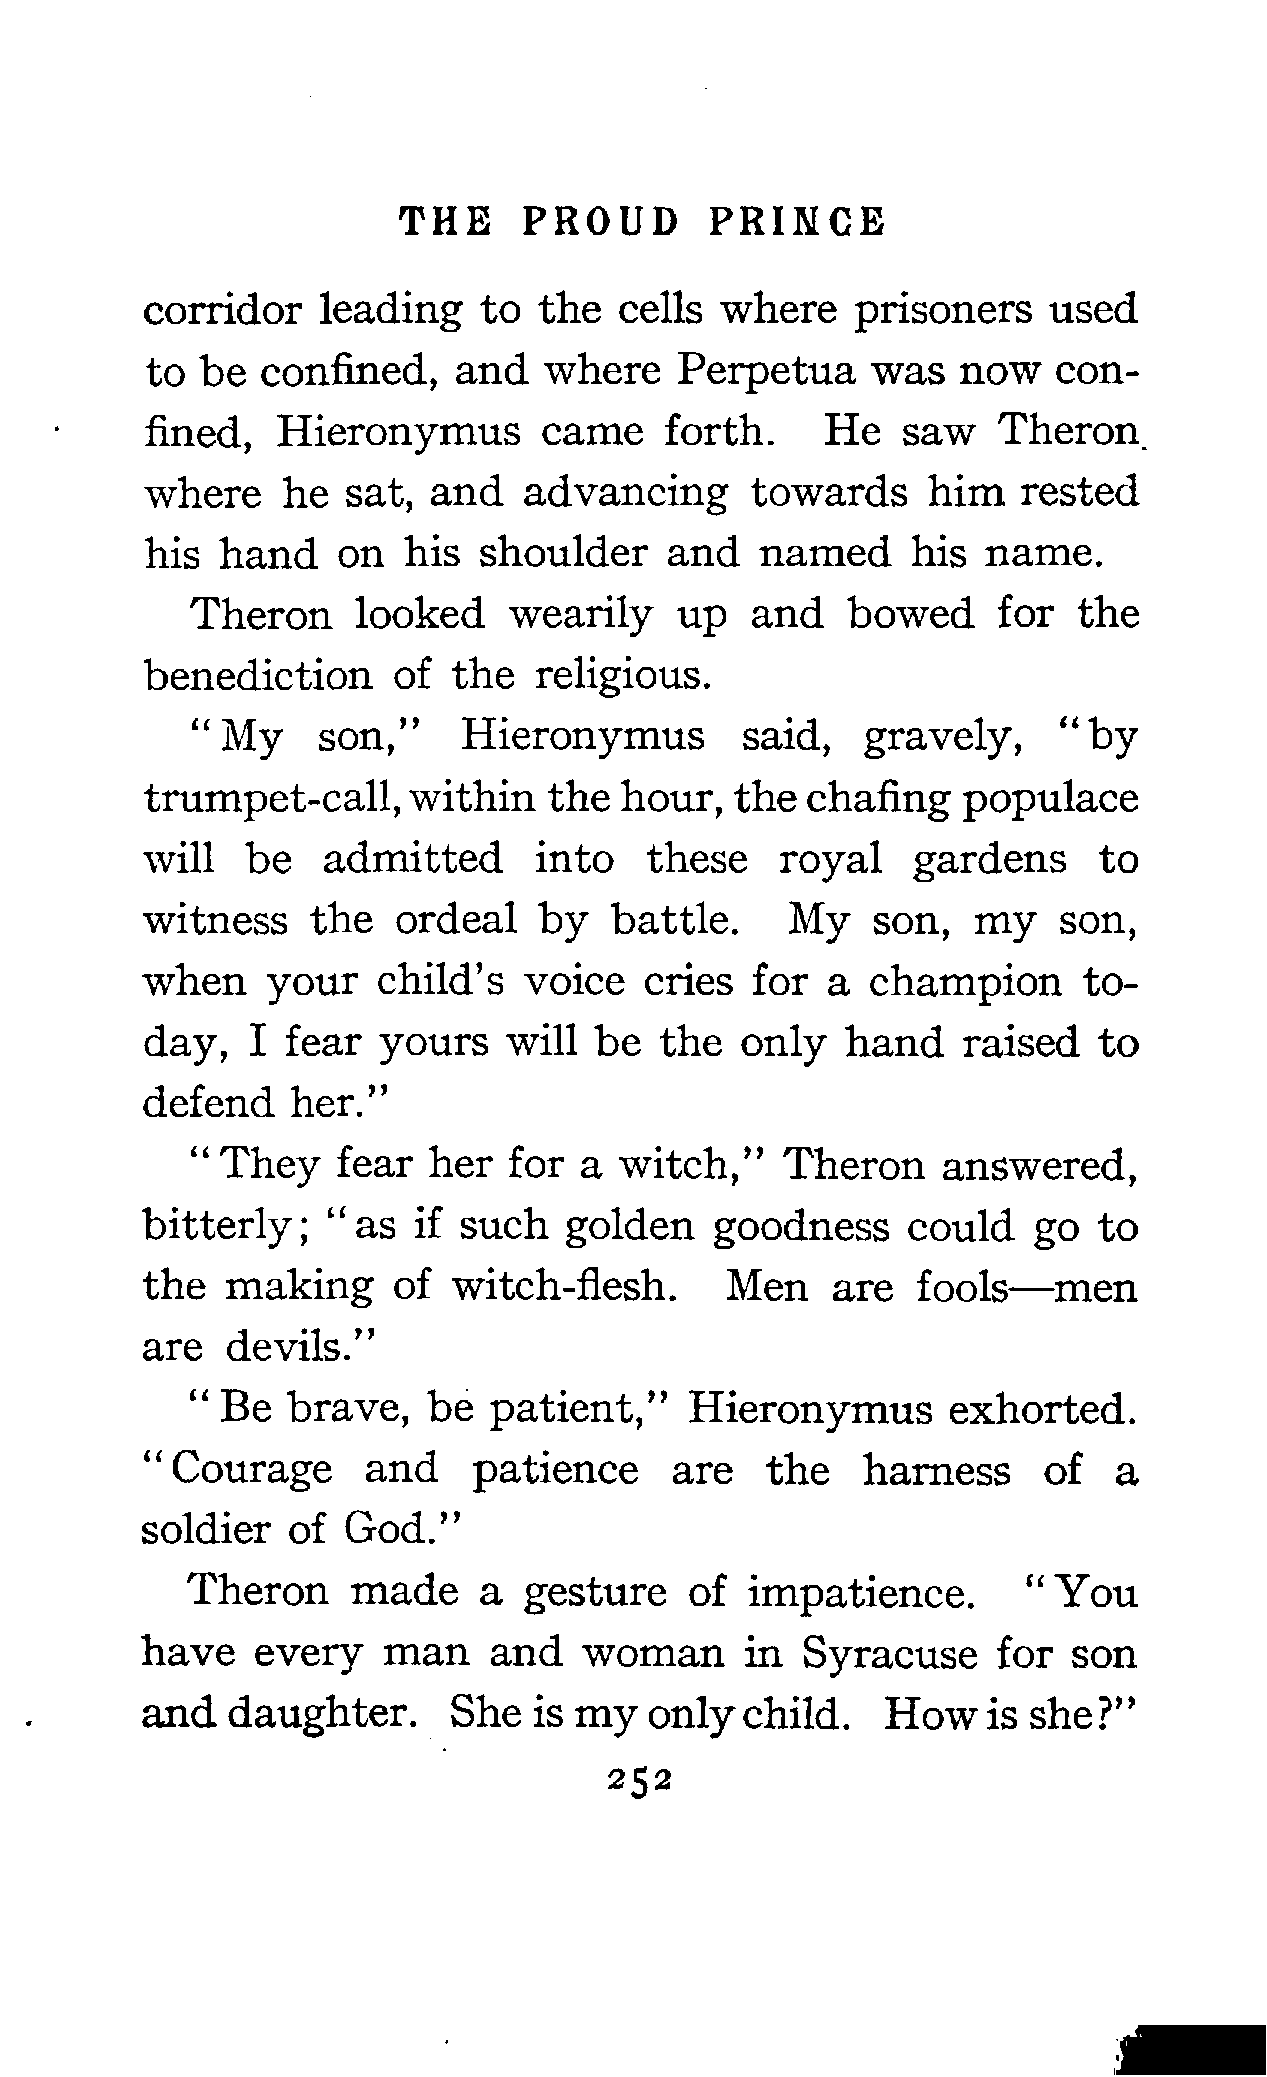 THE PROUD PRINCE
corridor leading to the cells where prisoners used
to be confined, and where Perpetua was now con-
fined, Hieronymus came forth. He saw Theron
where he sat, and advancing towards him rested
his hand on his shoulder and named his name.
Theron looked wearily up and bowed for the
benediction of the religious.
"My son," Hieronymus said, gravely, "by
trumpet-call, within the hour, the chafing populace
will be admitted into these royal gardens to
witness the ordeal by battle. My son, my son,
when your child's voice cries for a champion to-
day, I fear yours will be the only hand raised to
defend her."
"They fear her for a witch," Theron answered,
bitterly; "as if such golden goodness could go to
the making of witch-flesh. Men are fools—men
are devils."
"Be brave, be patient," Hieronymus exhorted.
"Courage and patience are the harness of a
soldier of God."
Theron made a gesture of impatience. "You
have every man and woman in Syracuse for son
and daughter. She is my only child. How is she?"
252